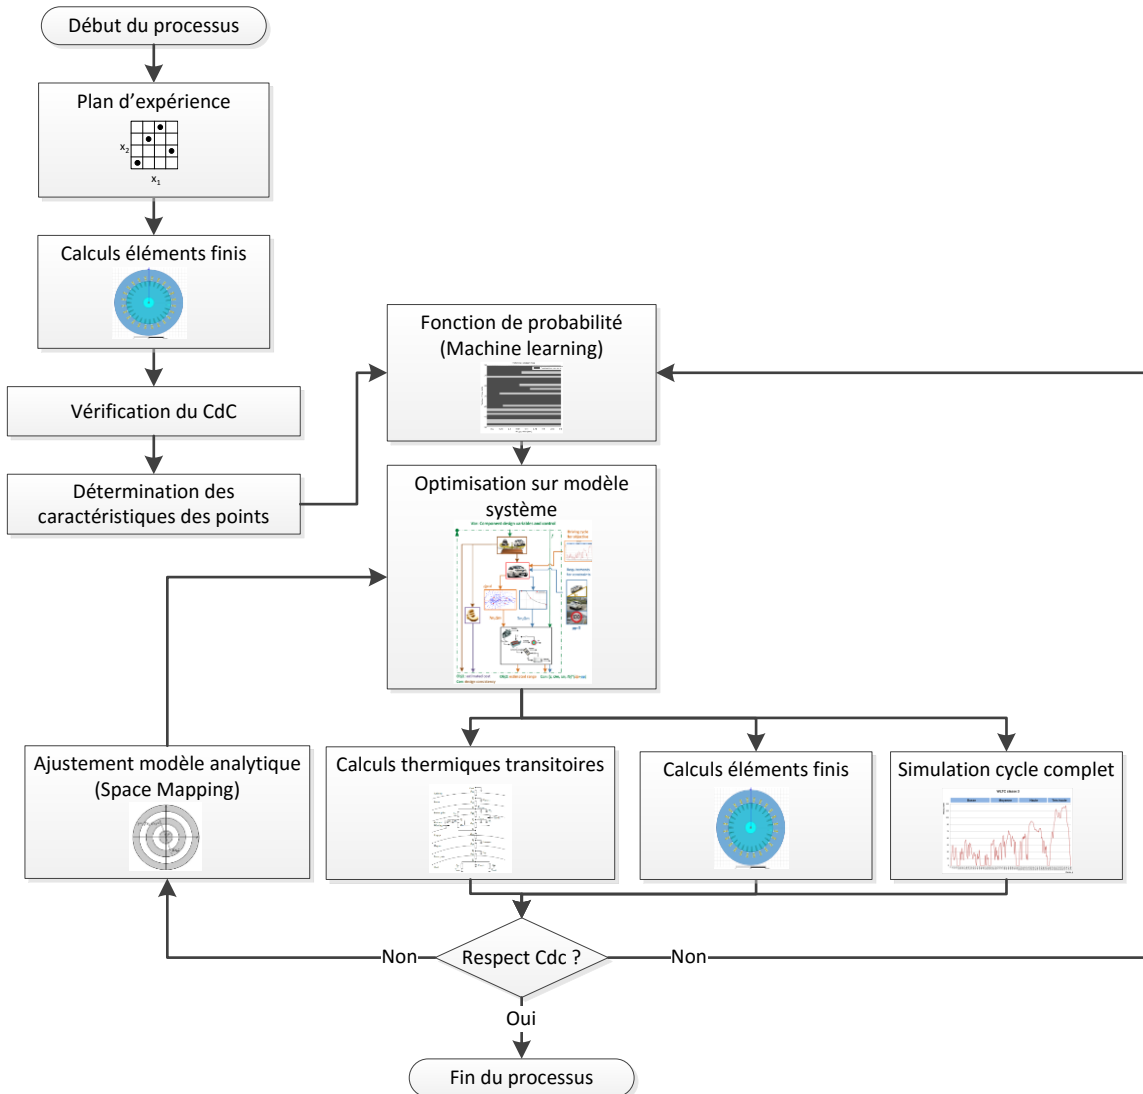 Début du processus
Plan d’expérience
x2
x1
Calculs éléments finis
Vérification du CdC
Détermination des
caractéristiques des points
Fonction de probabilité
(Machine learning)
Optimisation sur modèle
système
Ajustement modèle analytique
(Space Mapping)
Calculs thermiques transitoires
Calculs éléments finis
Simulation cycle complet
Non
Respect Cdc ?
Non
Oui
Fin du processus